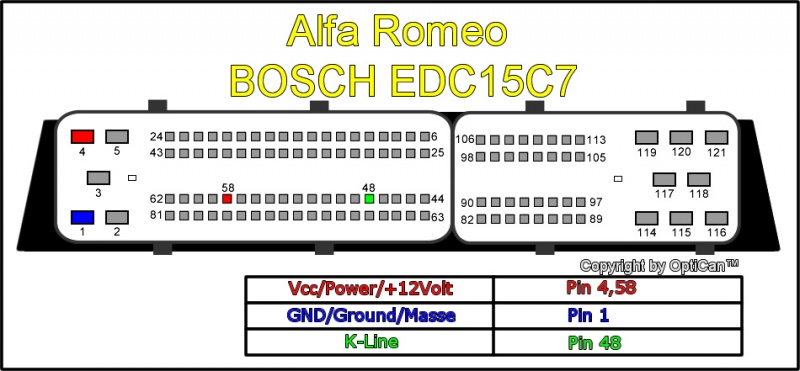 Alfa Romeo
BOSCH EDC15C7
4 5 24 6 106 113 119 120 121
43 25 98 105
3 117 118
58 48
62 44 90 97
81 63 82 89
1 2 114 115 116
Copyright by OptiCan™
Vcc/Power/+12Volt Pin 4,58
GND/Ground/Masse Pin 1
K-Line Pin 48